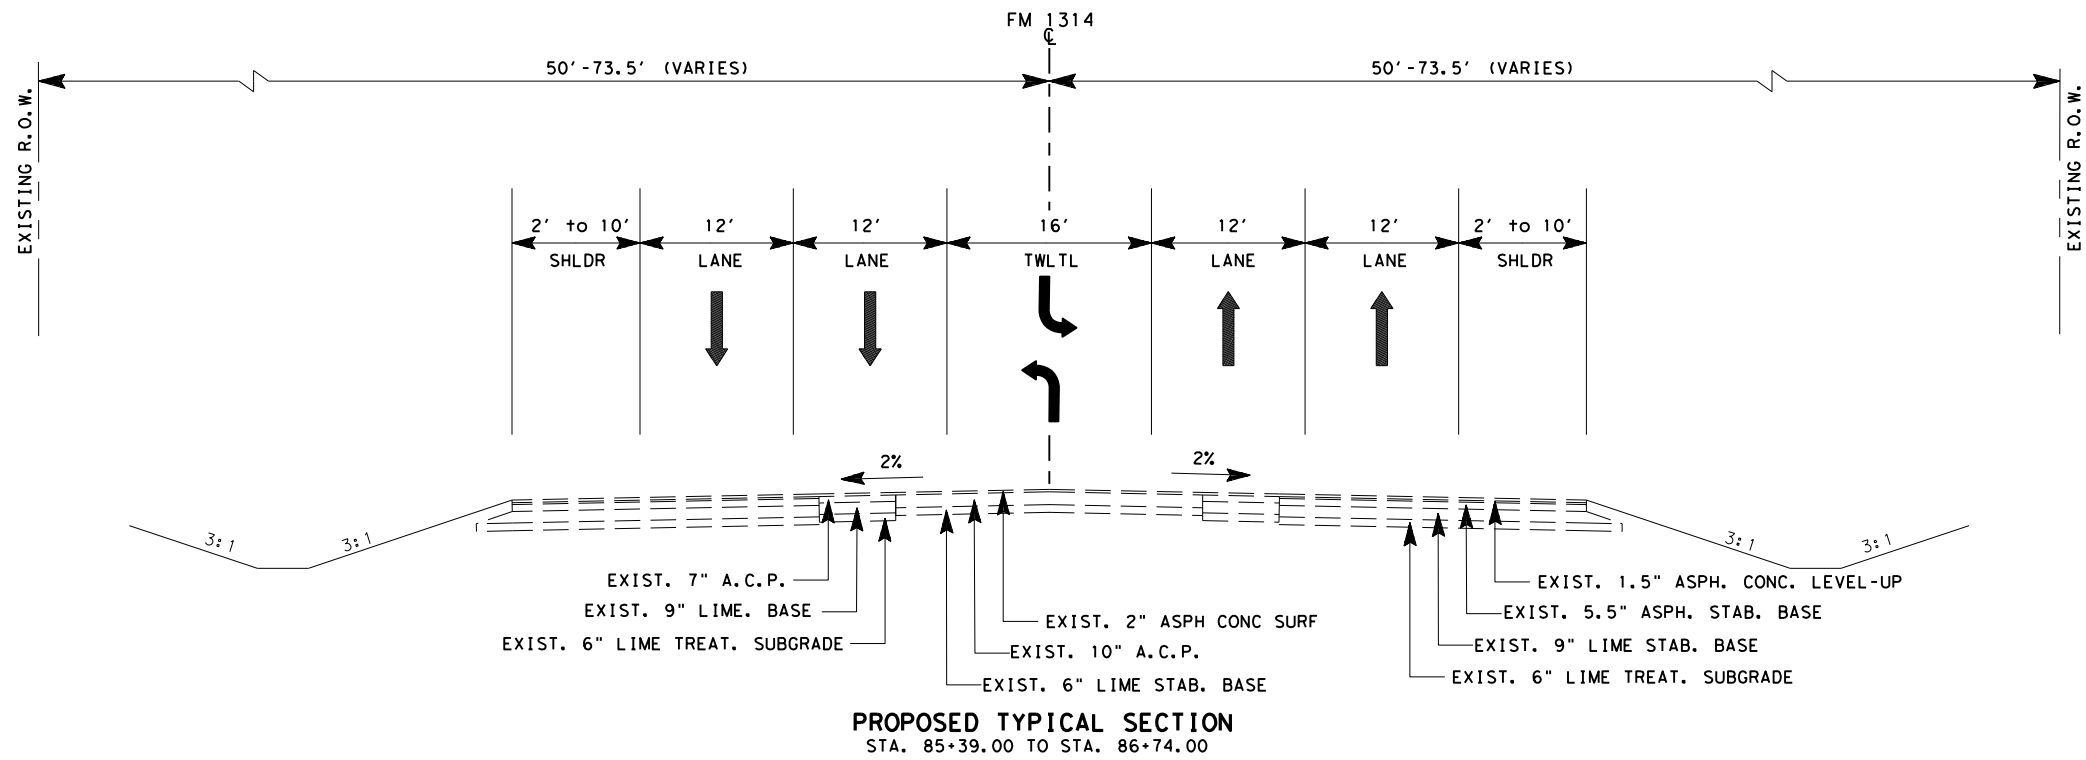 FM 1314
℄
50'-73.5' (VARIES)
50'-73.5' (VARIES)
EXISTING R.O.W.
EXISTING R.O.W.
2' to 10'
12'
12'
16'
12'
12'
2' to 10'
SHLDR
LANE
LANE
TWLTL
LANE
LANE
SHLDR
2%
2%
3:1
3:1
3:1
3:1
EXIST. 7" A.C.P.
EXIST. 9" LIME. BASE
EXIST. 6" LIME TREAT. SUBGRADE
EXIST. 2" ASPH CONC SURF
EXIST. 10" A.C.P.
EXIST. 6" LIME STAB. BASE
EXIST. 1.5" ASPH. CONC. LEVEL-UP
EXIST. 5.5" ASPH. STAB. BASE
EXIST. 9" LIME STAB. BASE
EXIST. 6" LIME TREAT. SUBGRADE
PROPOSED TYPICAL SECTION
STA. 85+39.00 TO STA. 86+74.00